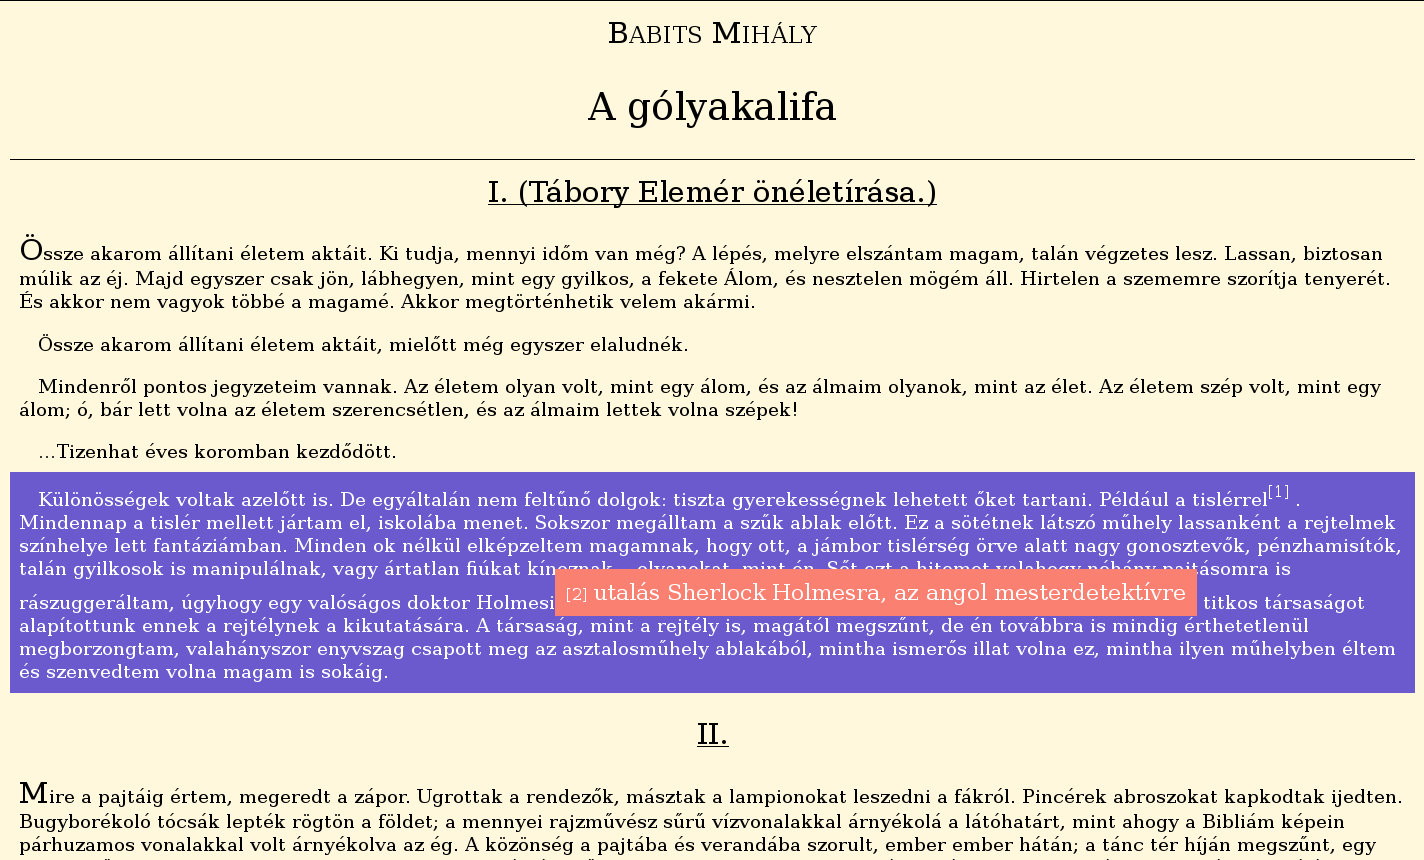 BABITS MIHÁLY
A gólyakalifa
I. (Tábory Elemér önéletírása.)
Össze akarom állítani életem aktáit. Ki tudja, mennyi időm van még? A lépés, melyre elszántam magam, talán végzetes lesz. Lassan, biztosan
múlik az éj. Majd egyszer csak jön, lábhegyen, mint egy gyilkos, a fekete Álom, és nesztelen mögém áll. Hirtelen a szememre szorítja tenyerét.
És akkor nem vagyok többé a magamé. Akkor megtörténhetik velem akármi.
Össze akarom állítani életem aktáit, mielőtt még egyszer elaludnék.
Mindenről pontos jegyzeteim vannak. Az életem olyan volt, mint egy álom, és az álmaim olyanok, mint az élet. Az életem szép volt, mint egy
álom; ó, bár lett volna az életem szerencsétlen, és az álmaim lettek volna szépek!
...Tizenhat éves koromban kezdődött.
Különösségek voltak azelőtt is. De egyáltalán nem feltűnő dolgok: tiszta gyerekességnek lehetett őket tartani. Például a tislérrel[1] .
Mindennap a tislér mellett jártam el, iskolába menet. Sokszor megálltam a szűk ablak előtt. Ez a sötétnek látszó műhely lassanként a rejtelmek
színhelye lett fantáziámban. Minden ok nélkül elképzeltem magamnak, hogy ott, a jámbor tislérség örve alatt nagy gonosztevők, pénzhamisítók,
talán gyilkosok is manipulálnak, vagy ártatlan fiúkat kínoznak – olyanokat, mint én. Sőt ezt a hitemet valahogy néhány pajtásomra is
rászuggeráltam, úgyhogy egy valóságos doktor Holmesi
[2] utalás Sherlock Holmesra, az angol mesterdetektívre
titkos társaságot
alapítottunk ennek a rejtélynek a kikutatására. A társaság, mint a rejtély is, magától megszűnt, de én továbbra is mindig érthetetlenül
megborzongtam, valahányszor enyvszag csapott meg az asztalosműhely ablakából, mintha ismerős illat volna ez, mintha ilyen műhelyben éltem
és szenvedtem volna magam is sokáig.
II.
Mire a pajtáig értem, megeredt a zápor. Ugrottak a rendezők, másztak a lampionokat leszedni a fákról. Pincérek abroszokat kapkodtak ijedten.
Bugyborékoló tócsák lepték rögtön a földet; a mennyei rajzművész sűrű vízvonalakkal árnyékolá a látóhatárt, mint ahogy a Bibliám képein
párhuzamos vonalakkal volt árnyékolva az ég. A közönség a pajtába és verandába szorult, ember ember hátán; a tánc tér híján megszűnt, egy